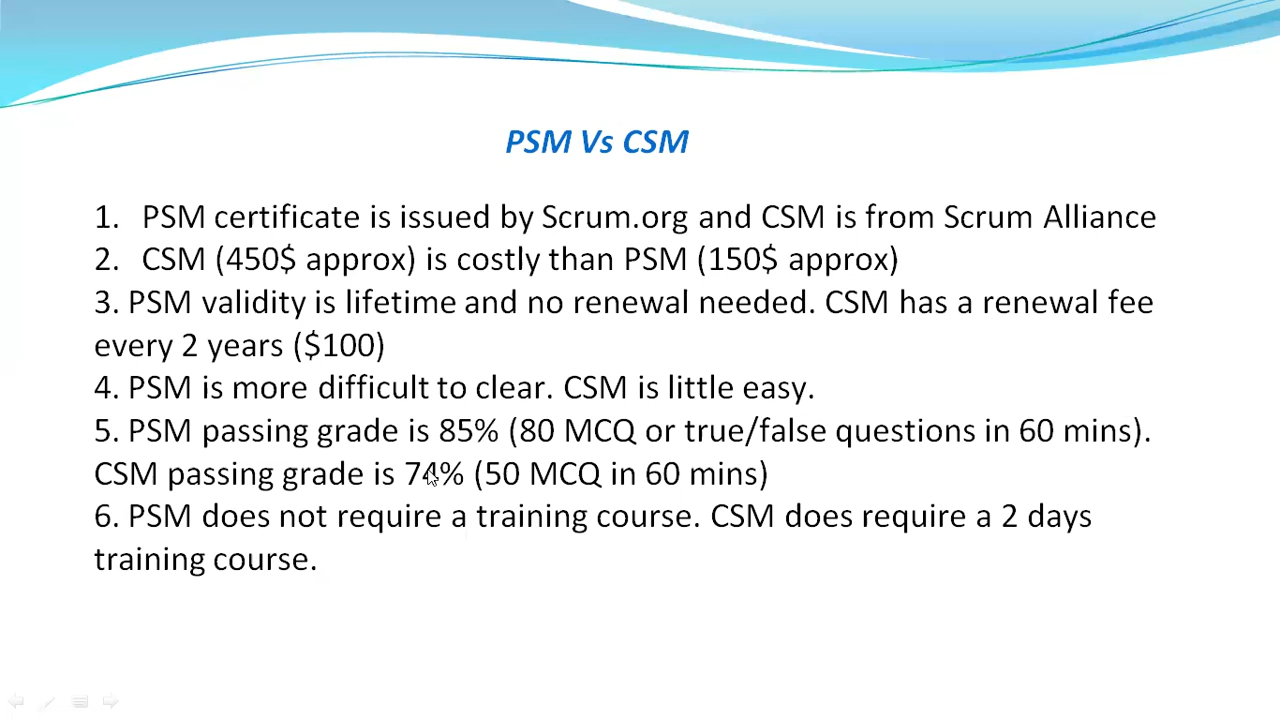 PSM Vs CSM
1. PSM certificate is issued by Scrum.org and CSM is from Scrum Alliance
2. CSM (450$ approx) is costly than PSM (150$ approx)
3. PSM validity is lifetime and no renewal needed. CSM has a renewal fee
every 2 years ($100)
4. PSM is more difficult to clear. CSM is little easy.
5. PSM passing grade is 85% (80 MCQ or true/false questions in 60 mins).
CSM passing grade is 74% (50 MCQ in 60 mins)
6. PSM does not require a training course. CSM does require a 2 days
training course.